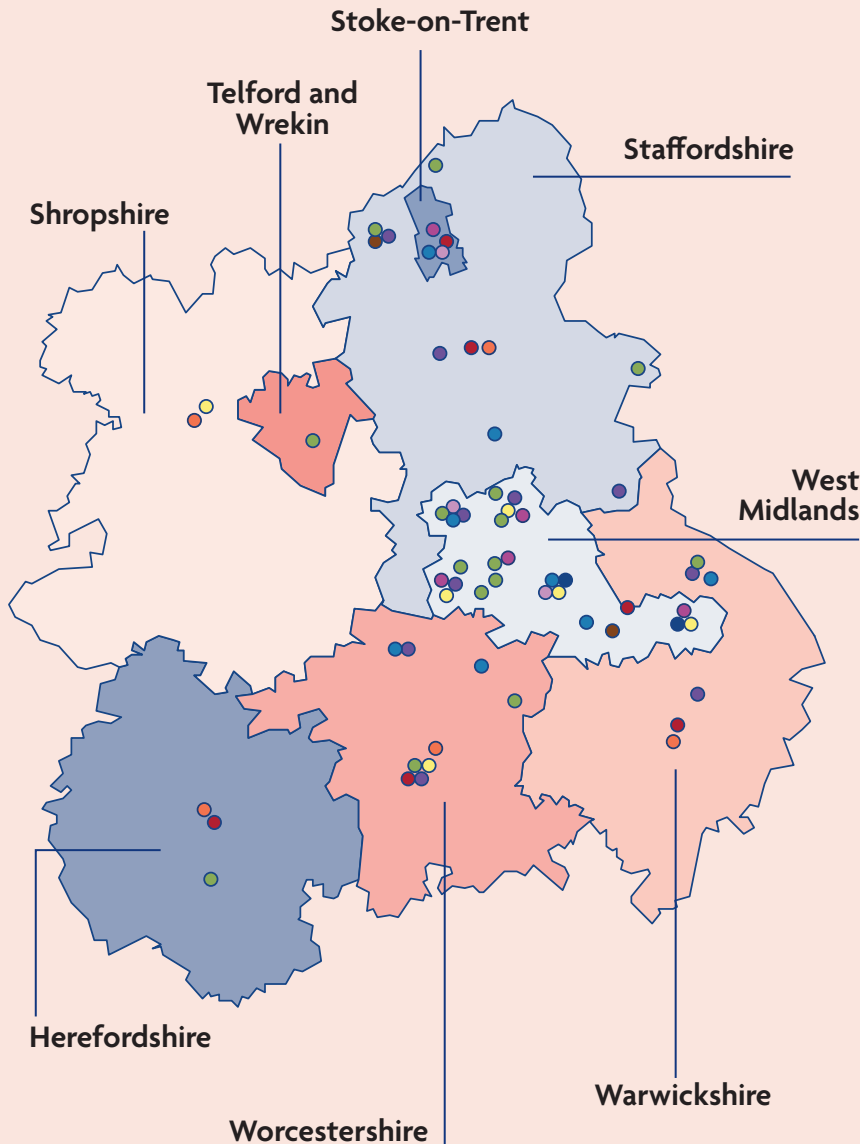 Stoke-on-Trent
Telford and
Wrekin
Staffordshire
Shropshire
West
Midlands
Herefordshire
Warwickshire
Worcestershire